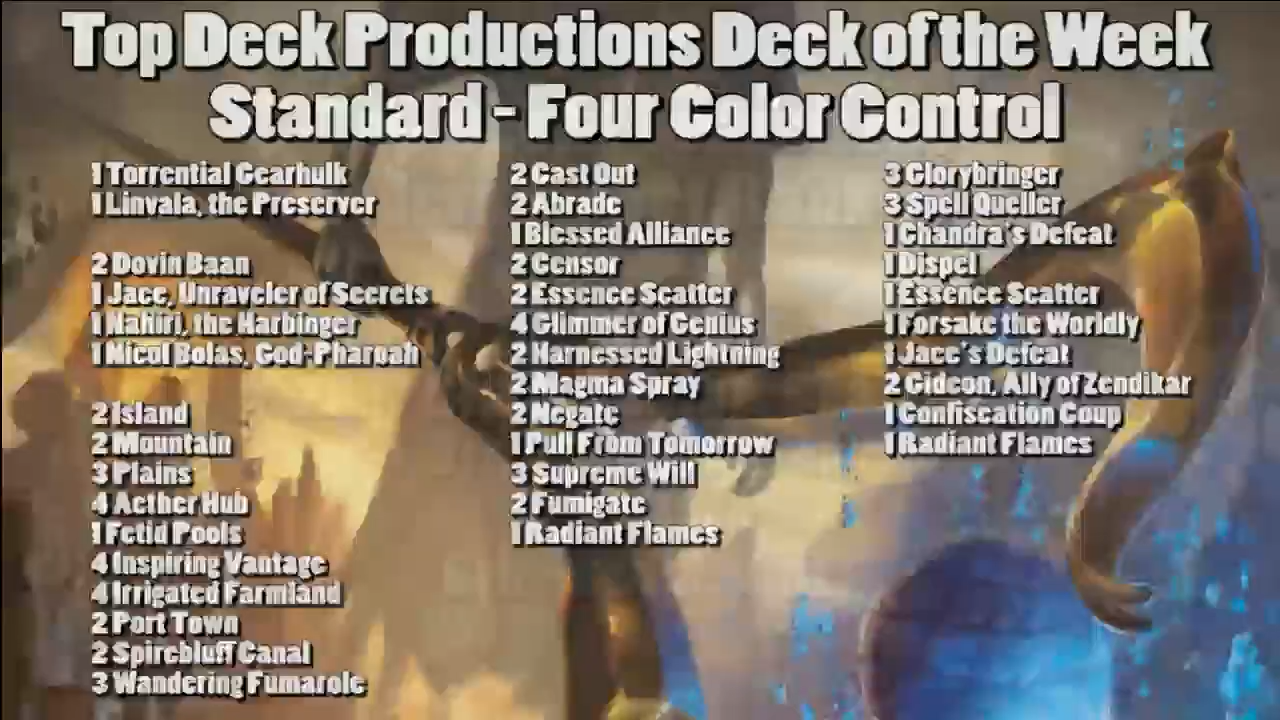 Top Deck Productions Deck of the Week
Standard - Four Color Control
1 Torrential Gearhulk
1 Linvala, the Preserver
2 Dovin Baan
1 Jace, Unraveler of Secrets
1 Nahiri, the Harbinger
1 Nicol Bolas, God-Pharoah
2 Island
2 Mountain
3 Plains
4 Aether Hub
1 Fetid Pools
4 Inspiring Vantage
4 Irrigated Farmland
2 Port Town
2 Spirebluff Canal
3 Wandering Fumarole
2 Cast Out
2 Abrade
1 Blessed Alliance
2 Censor
2 Essence Scatter
4 Glimmer of Genius
2 Harnessed Lightning
2 Magma Spray
2 Negate
1 Pull From Tomorrow
3 Supreme Will
2 Fumigate
1 Radiant Flames
3 Glorybringer
3 Spell Queller
1 Chandra's Defeat
1 Dispel
1 Essence Scatter
1 Forsake the Worldly
1 Jace's Defeat
2 Gideon, Ally of Zendikar
1 Confiscation Coup
1 Radiant Flames